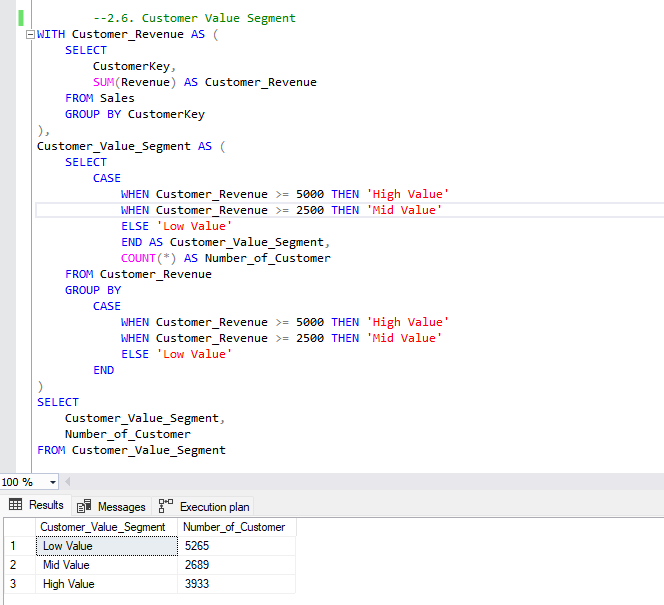 --2.6. Customer Value Segment
WITH Customer_Revenue AS (
SELECT
CustomerKey,
SUM(Revenue) AS Customer_Revenue
FROM Sales
GROUP BY CustomerKey
),
Customer_Value_Segment AS (
SELECT
CASE
WHEN Customer_Revenue >= 5000 THEN 'High Value'
WHEN Customer_Revenue >= 2500 THEN 'Mid Value'
ELSE 'Low Value'
END AS Customer_Value_Segment,
COUNT(*) AS Number_of_Customer
FROM Customer_Revenue
GROUP BY
CASE
WHEN Customer_Revenue >= 5000 THEN 'High Value'
WHEN Customer_Revenue >= 2500 THEN 'Mid Value'
ELSE 'Low Value'
END
)
SELECT
Customer_Value_Segment,
Number_of_Customer
FROM Customer_Value_Segment
100 %
Results Messages Execution plan
Customer_Value_Segment Number_of_Customer
1 Low Value 5265
2 Mid Value 2689
3 High Value 3933